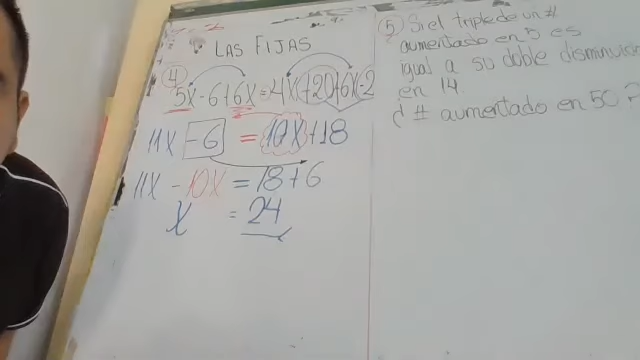 LAS FIJAS
4
5x-6+6x=4x+20+6x-2
11x-6 = 10x+18
11x-10x=18+6
x = 24
5 Si el triple de un #
aumentado en 5 es
igual a su doble
en 14.
¿ # aumentado en 50?